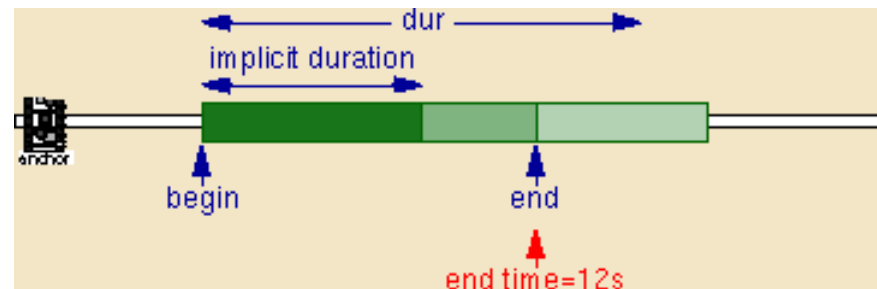 dur
implicit duration
anchor
begin
end
end time=12s